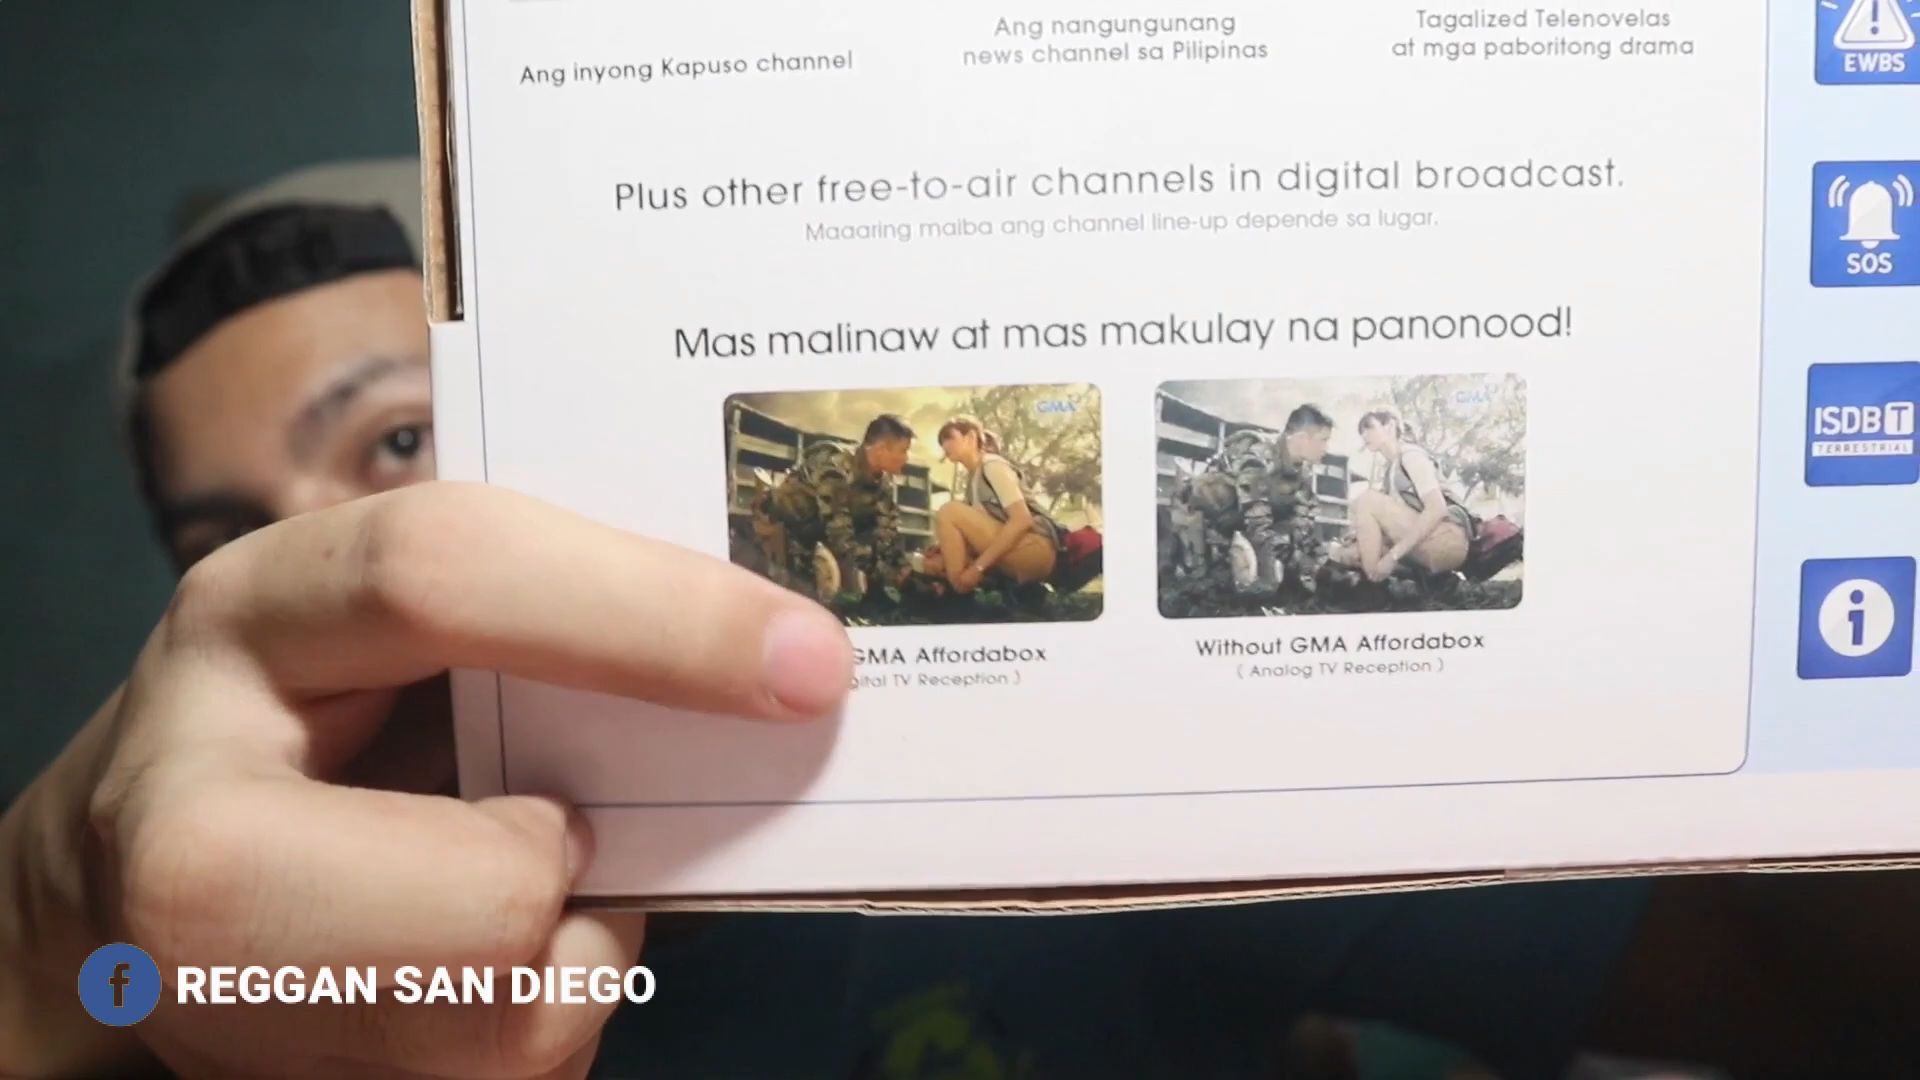 Ang inyong Kapuso channel
Ang nangungunang
news channel sa Pilipinas
Tagalized Telenovelas
at mga paboritong drama
EWBS
Plus other free-to-air channels in digital broadcast.
Maaaring maiba ang channel line-up depende sa lugar.
SOS
Mas malinaw at mas makulay na panonood!
GMA
GMA
ISDB T
TERRESTRIAL
GMA Affordabox
TV Reception )
Without GMA Affordabox
( Analog TV Reception )
i
f REGGAN SAN DIEGO